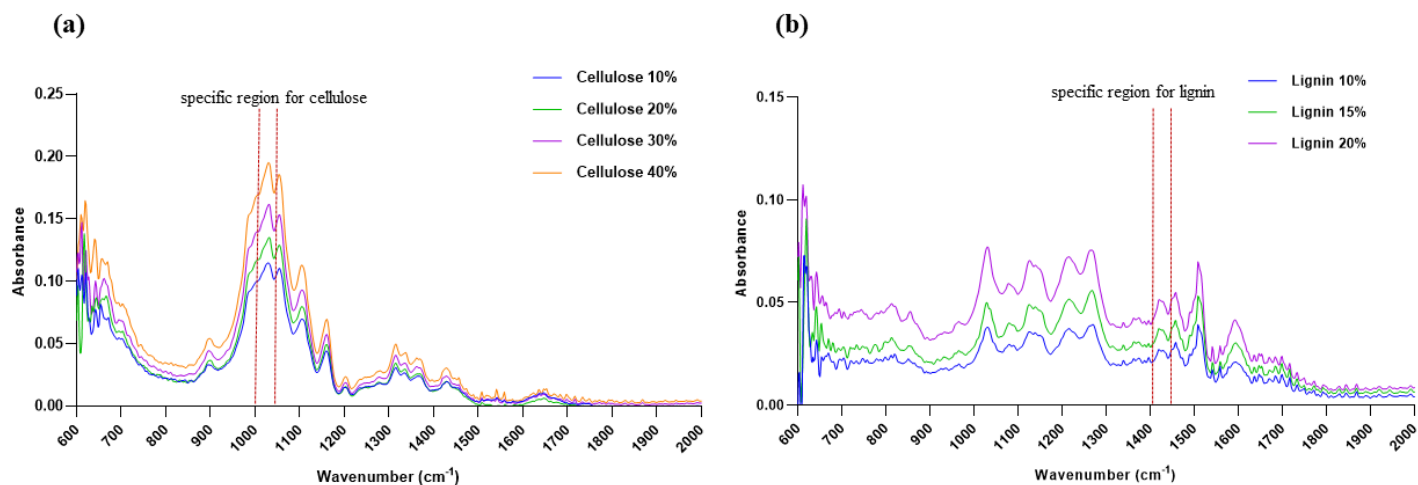 (a)
Cellulose 10%
Cellulose 20%
Cellulose 30%
Cellulose 40%
specific region for cellulose
0.25
0.20
0.15
0.10
0.05
0.00
Absorbance
600 700 800 900 1000 1100 1200 1300 1400 1500 1600 1700 1800 1900 2000
Wavenumber (cm⁻¹)
(b)
Lignin 10%
Lignin 15%
Lignin 20%
specific region for lignin
0.15
0.10
0.05
0.00
Absorbance
600 700 800 900 1000 1100 1200 1300 1400 1500 1600 1700 1800 1900 2000
Wavenumber (cm⁻¹)